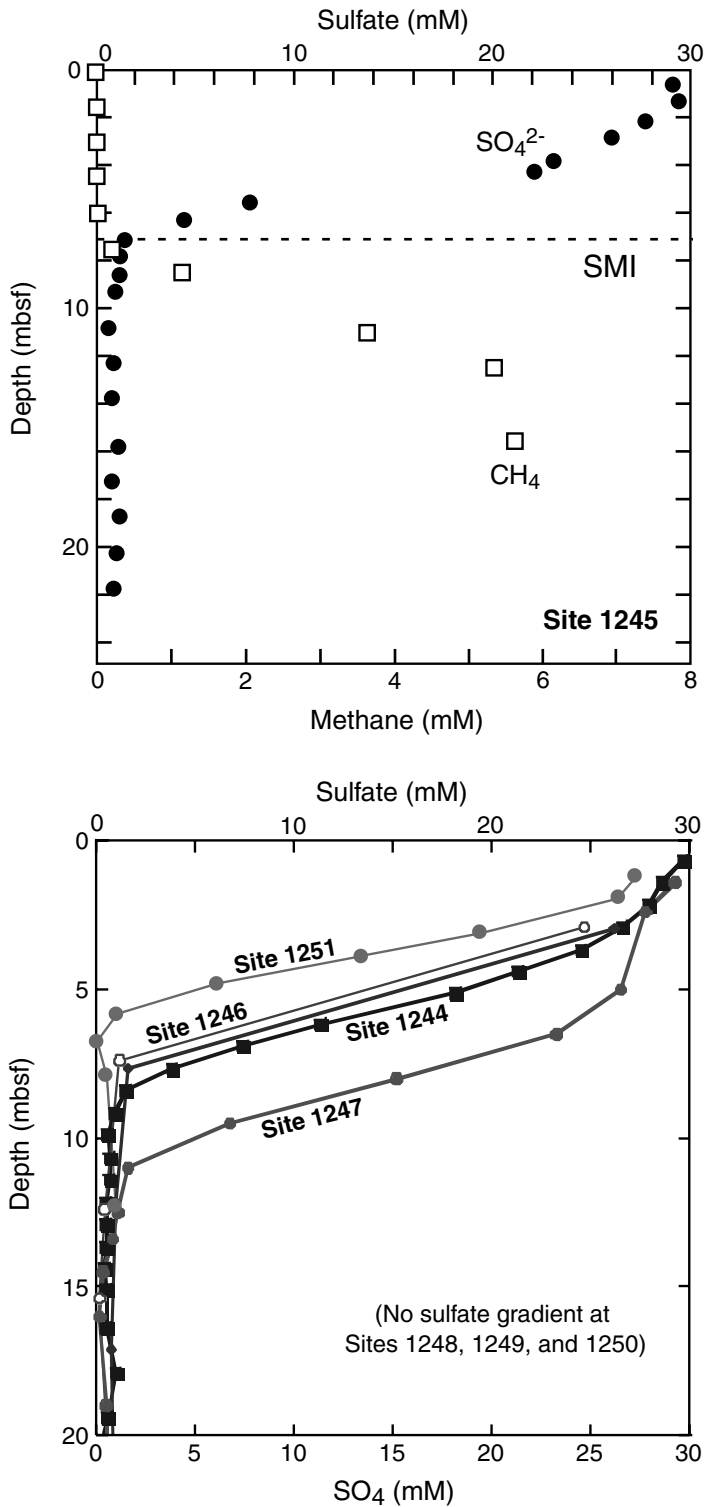 Sulfate (mM)
0 10 20 30
0
10
20
Depth (mbsf)
SO₄²⁻
SMI
CH₄
Site 1245
0 2 4 6 8
Methane (mM)
Sulfate (mM)
0 10 20 30
0
5
10
15
20
Depth (mbsf)
Site 1251
Site 1246
Site 1244
Site 1247
(No sulfate gradient at
Sites 1248, 1249, and 1250)
0 5 10 15 20 25 30
SO₄ (mM)